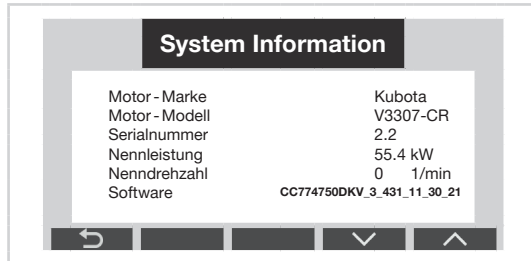 System Information
Motor - Marke Kubota
Motor - Modell V3307-CR
Serialnummer 2.2
Nennleistung 55.4 kW
Nenndrehzahl 0 1/min
Software CC774750DKV_3_431_11_30_21